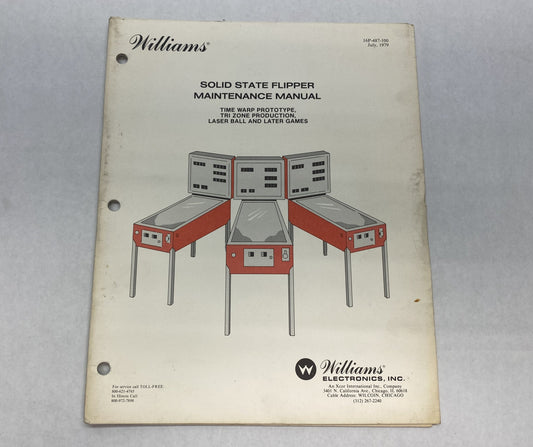 Williams®
16P-487-100
July, 1979
SOLID STATE FLIPPER
MAINTENANCE MANUAL
TIME WARP PROTOTYPE,
TRI ZONE PRODUCTION,
LASER BALL AND LATER GAMES
Williams®
ELECTRONICS, INC.
An Xcor International Inc., Company
3401 N. California Ave., Chicago, Il. 60618
Cable Address: WILCOIN, CHICAGO
(312) 267-2240
For service call TOLL-FREE
800-621-4765
In Illinois Call
800-972-7898